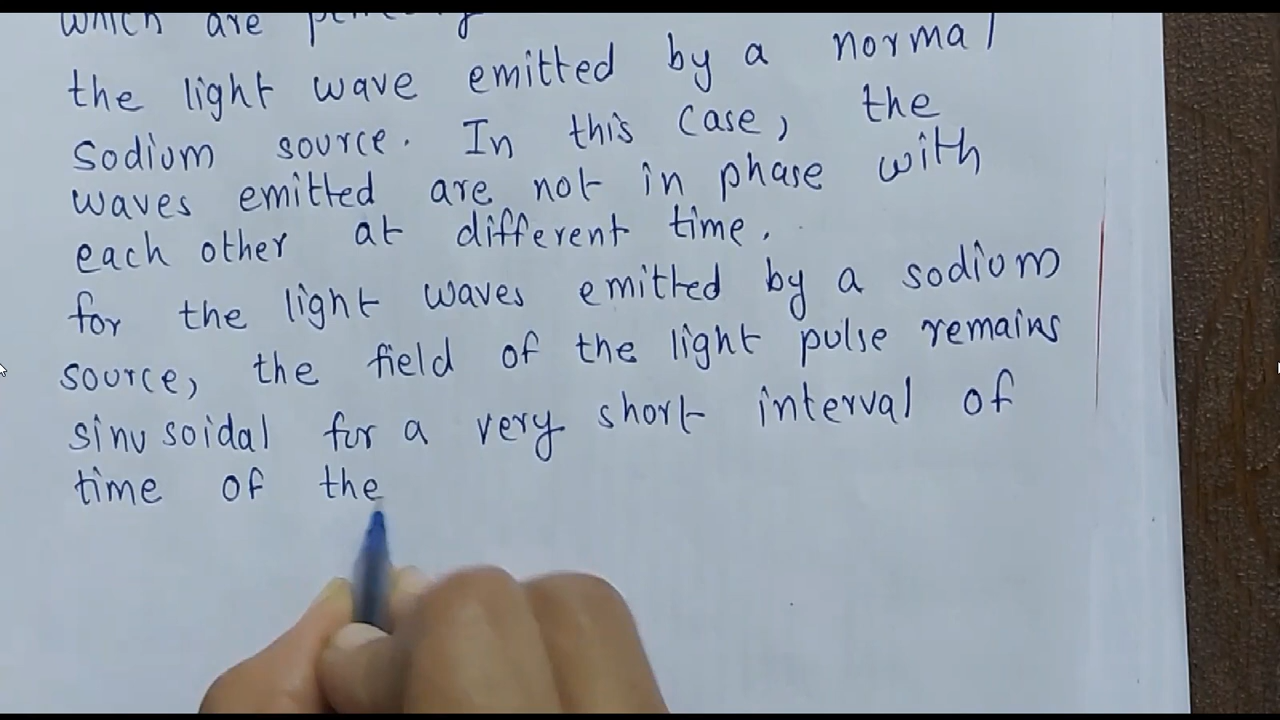 which are
the light wave emitted by a normal
Sodium source. In this case, the
waves emitted are not in phase with
each other at different time.
for the light waves emitted by a sodium
source, the field of the light pulse remains
sinusoidal for a very short interval of
time of the